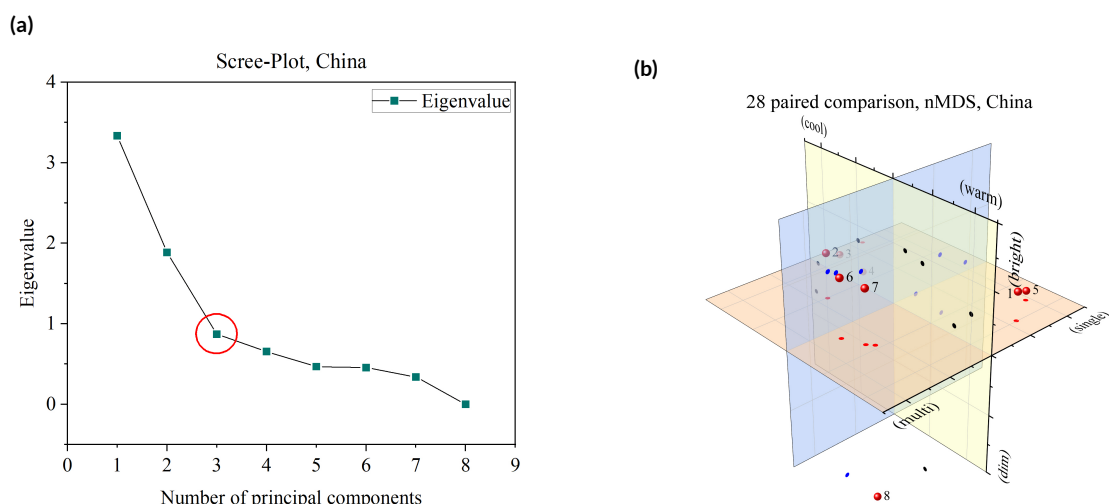 (a)
Scree-Plot, China
Eigenvalue
4
3
2
1
0
Eigenvalue
0 1 2 3 4 5 6 7 8 9
Number of principal components
(b)
28 paired comparison, nMDS, China
(cool)
(warm)
(bright)
2 3
4
6
7
1 5
(single)
(multi)
(dim)
8